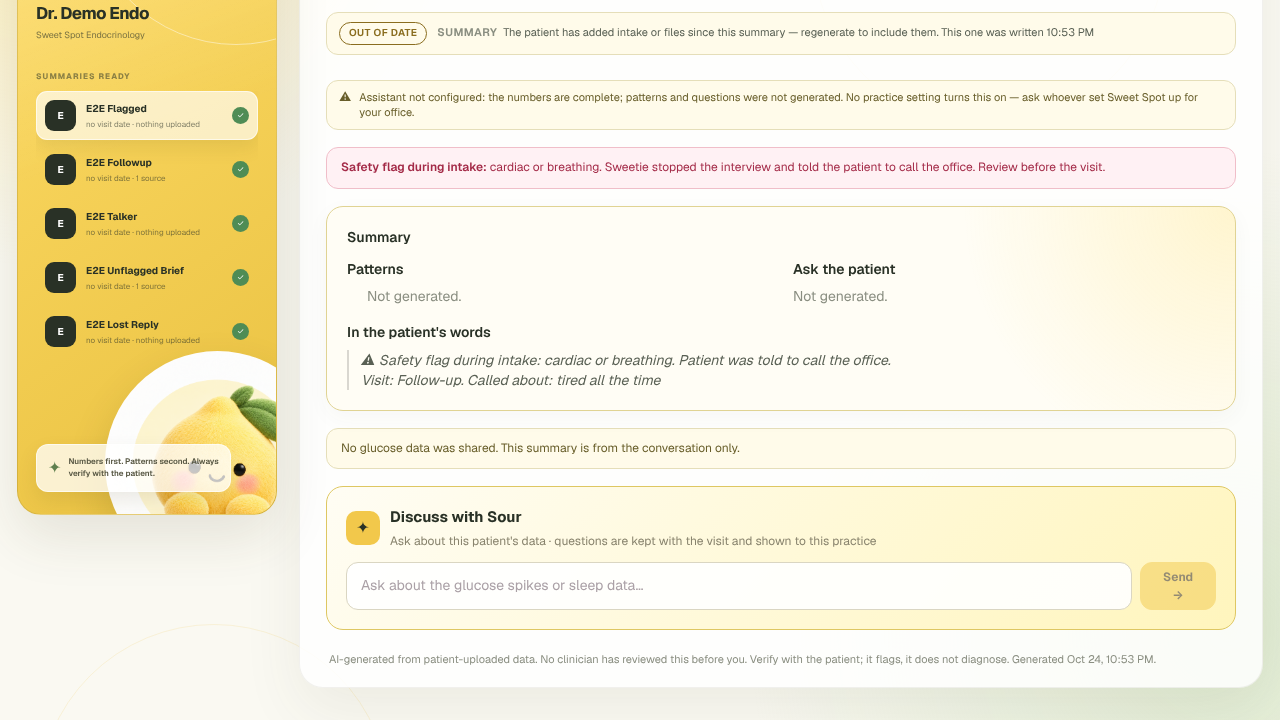 Dr. Demo Endo
Sweet Spot Endocrinology
SUMMARIES READY
E
E2E Flagged
no visit date · nothing uploaded
E
E2E Followup
no visit date · 1 source
E
E2E Talker
no visit date · nothing uploaded
E
E2E Unflagged Brief
no visit date · 1 source
E
E2E Lost Reply
no visit date · nothing uploaded
Numbers first. Patterns second. Always
verify with the patient.
OUT OF DATE SUMMARY The patient has added intake or files since this summary — regenerate to include them. This one was written 10:53 PM
⚠ Assistant not configured: the numbers are complete; patterns and questions were not generated. No practice setting turns this on — ask whoever set Sweet Spot up for
your office.
Safety flag during intake: cardiac or breathing. Sweetie stopped the interview and told the patient to call the office. Review before the visit.
Summary
Patterns
Not generated.
Ask the patient
Not generated.
In the patient's words
⚠ Safety flag during intake: cardiac or breathing. Patient was told to call the office.
Visit: Follow-up. Called about: tired all the time
No glucose data was shared. This summary is from the conversation only.
Discuss with Sour
Ask about this patient's data · questions are kept with the visit and shown to this practice
Ask about the glucose spikes or sleep data...
Send
→
AI-generated from patient-uploaded data. No clinician has reviewed this before you. Verify with the patient; it flags, it does not diagnose. Generated Oct 24, 10:53 PM.